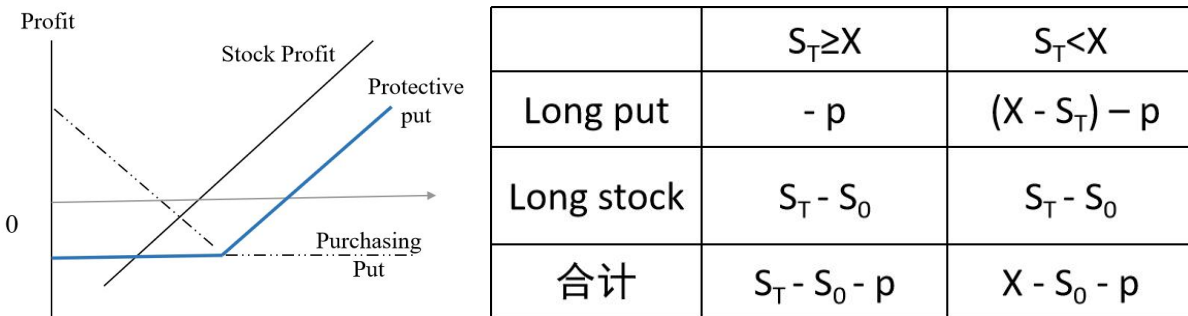 Profit
Stock Profit
Protective
put
0
Purchasing
Put
S_T≥X S_T<X
Long put - p (X - S_T) – p
Long stock S_T - S_0 S_T - S_0
合计 S_T - S_0 - p X - S_0 - p